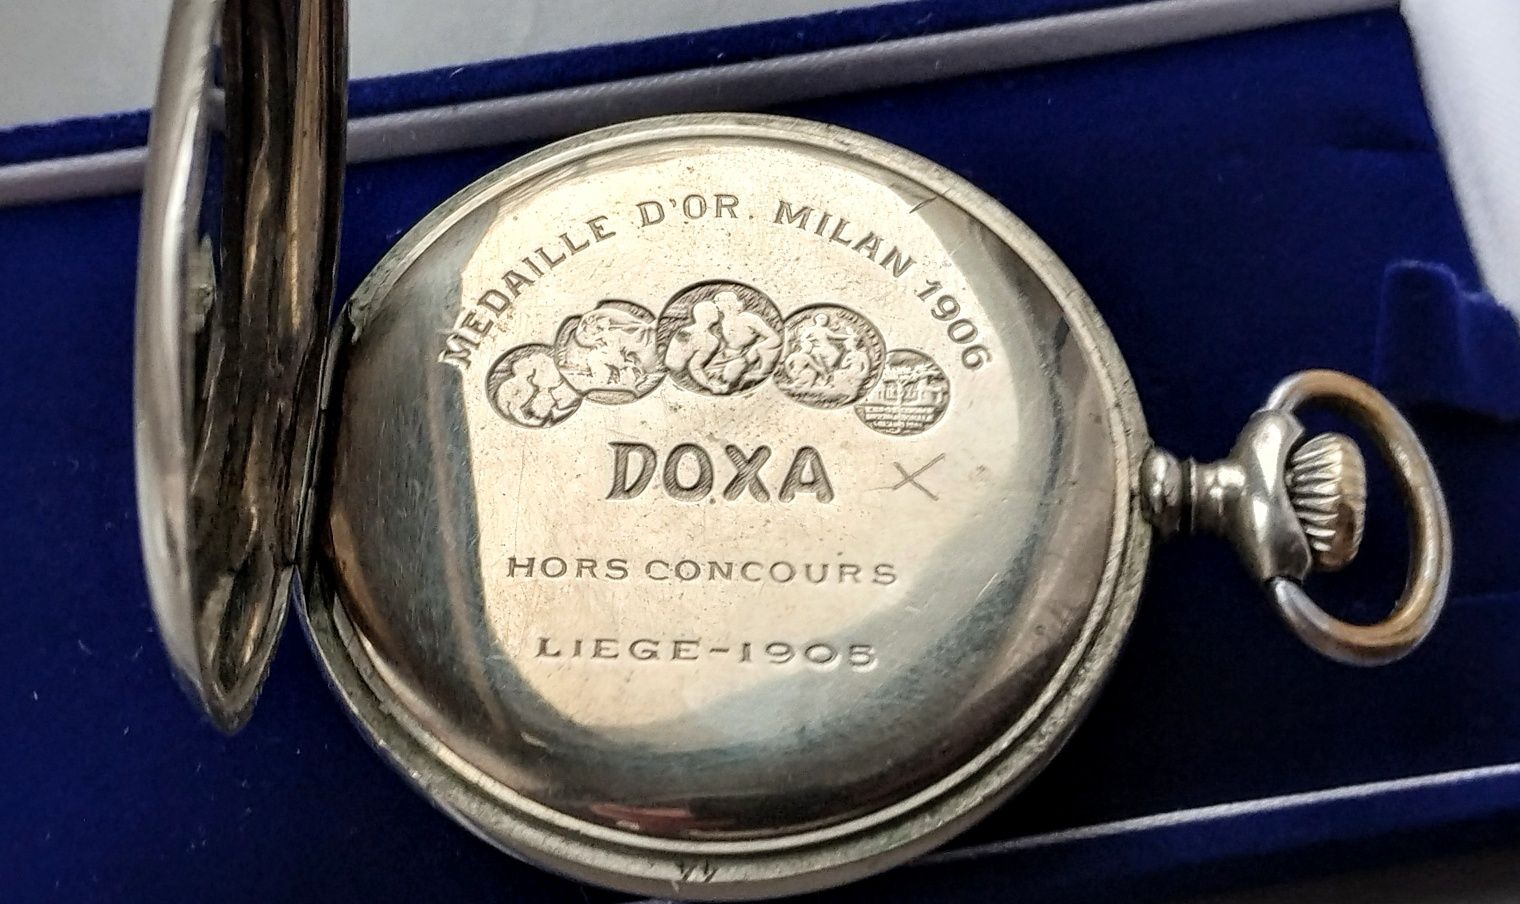 MEDAILLE D'OR. MILAN 1906
DOXA X
HORS CONCOURS
LIEGE-1905